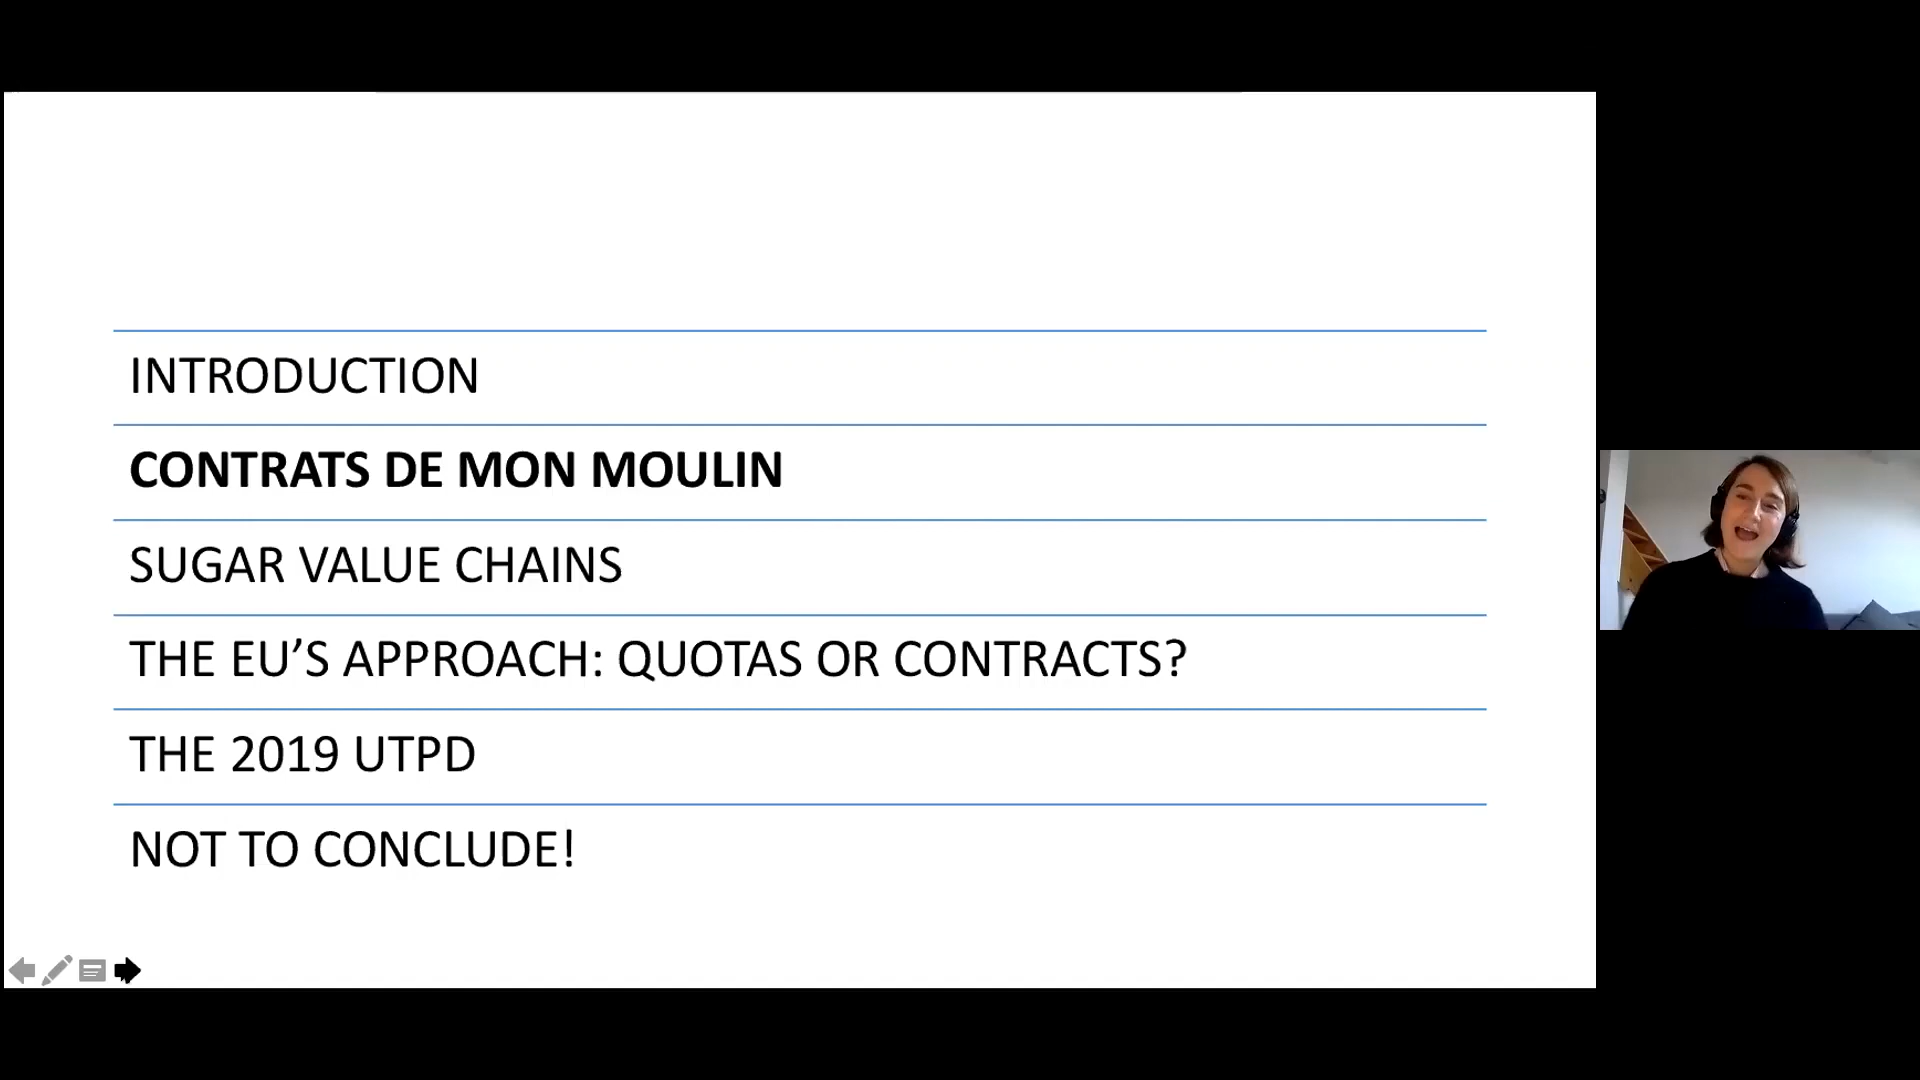 INTRODUCTION
CONTRATS DE MON MOULIN
SUGAR VALUE CHAINS
THE EU’S APPROACH: QUOTAS OR CONTRACTS?
THE 2019 UTPD
NOT TO CONCLUDE!